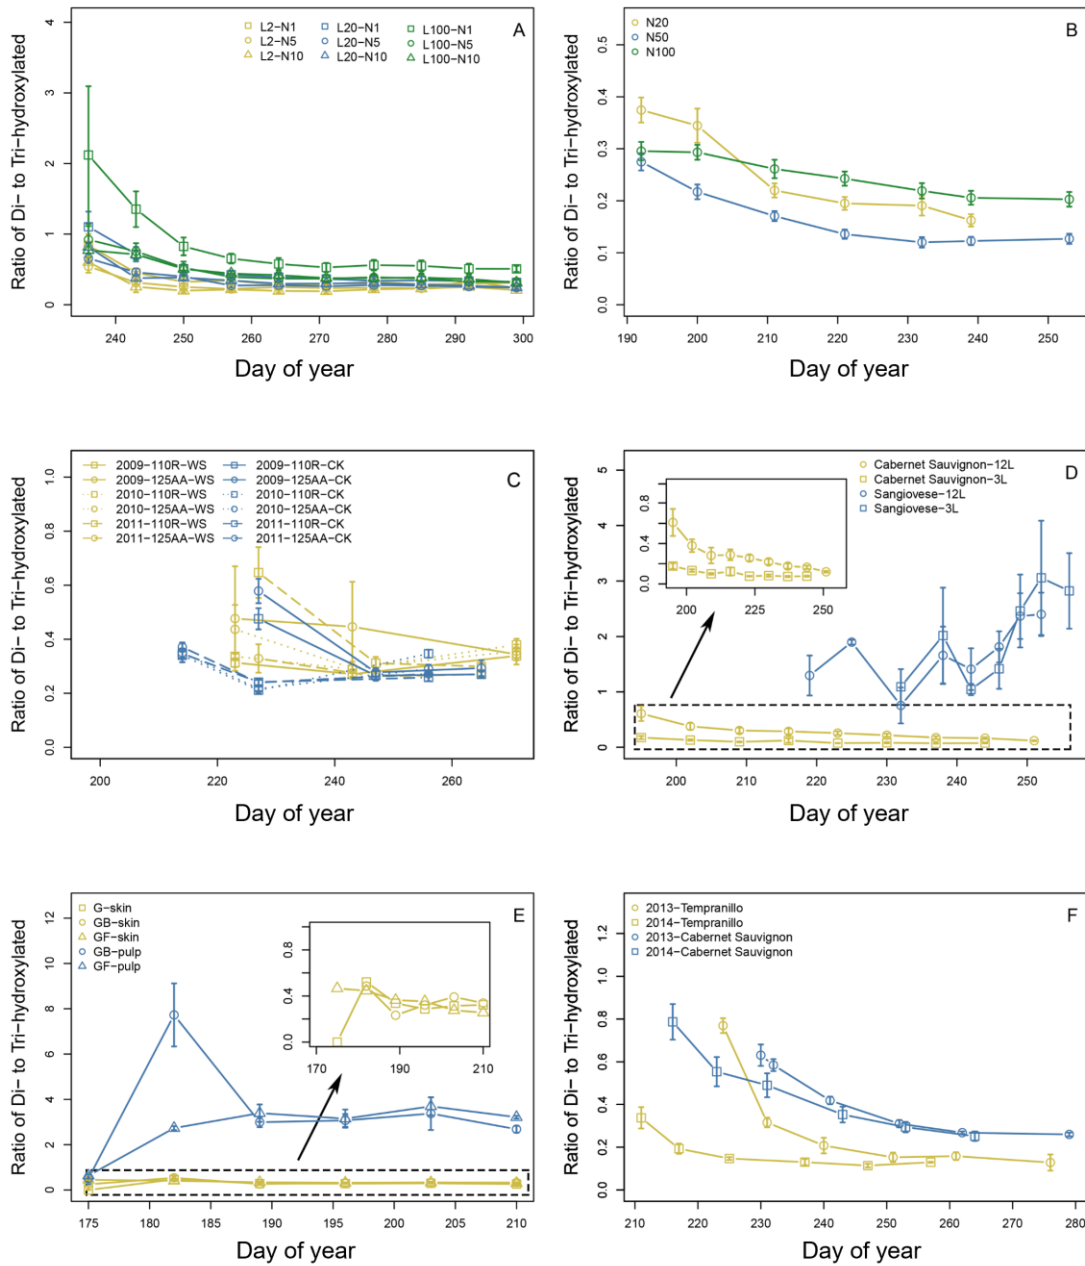 A
L2−N1
L2−N5
L2−N10
L20−N1
L20−N5
L20−N10
L100−N1
L100−N5
L100−N10
Ratio of Di− to Tri−hydroxylated
4
3
2
1
0
240 250 260 270 280 290 300
Day of year
B
N20
N50
N100
Ratio of Di− to Tri−hydroxylated
0.5
0.4
0.3
0.2
0.1
0.0
190 200 210 220 230 240 250
Day of year
C
2009−110R−WS
2009−125AA−WS
2010−110R−WS
2010−125AA−WS
2011−110R−WS
2011−125AA−WS
2009−110R−CK
2009−125AA−CK
2010−110R−CK
2010−125AA−CK
2011−110R−CK
2011−125AA−CK
Ratio of Di− to Tri−hydroxylated
1.0
0.8
0.6
0.4
0.2
0.0
200 220 240 260
Day of year
D
Cabernet Sauvignon−12L
Cabernet Sauvignon−3L
Sangiovese−12L
Sangiovese−3L
0.8
0.4
0.0
200 225 250
Ratio of Di− to Tri−hydroxylated
5
4
3
2
1
0
200 210 220 230 240 250
Day of year
E
G−skin
GB−skin
GF−skin
GB−pulp
GF−pulp
0.8
0.4
0.0
170 190 210
Ratio of Di− to Tri−hydroxylated
12
10
8
6
4
2
0
175 180 185 190 195 200 205 210
Day of year
F
2013−Tempranillo
2014−Tempranillo
2013−Cabernet Sauvignon
2014−Cabernet Sauvignon
Ratio of Di− to Tri−hydroxylated
1.2
1.0
0.8
0.6
0.4
0.2
0.0
210 220 230 240 250 260 270 280
Day of year